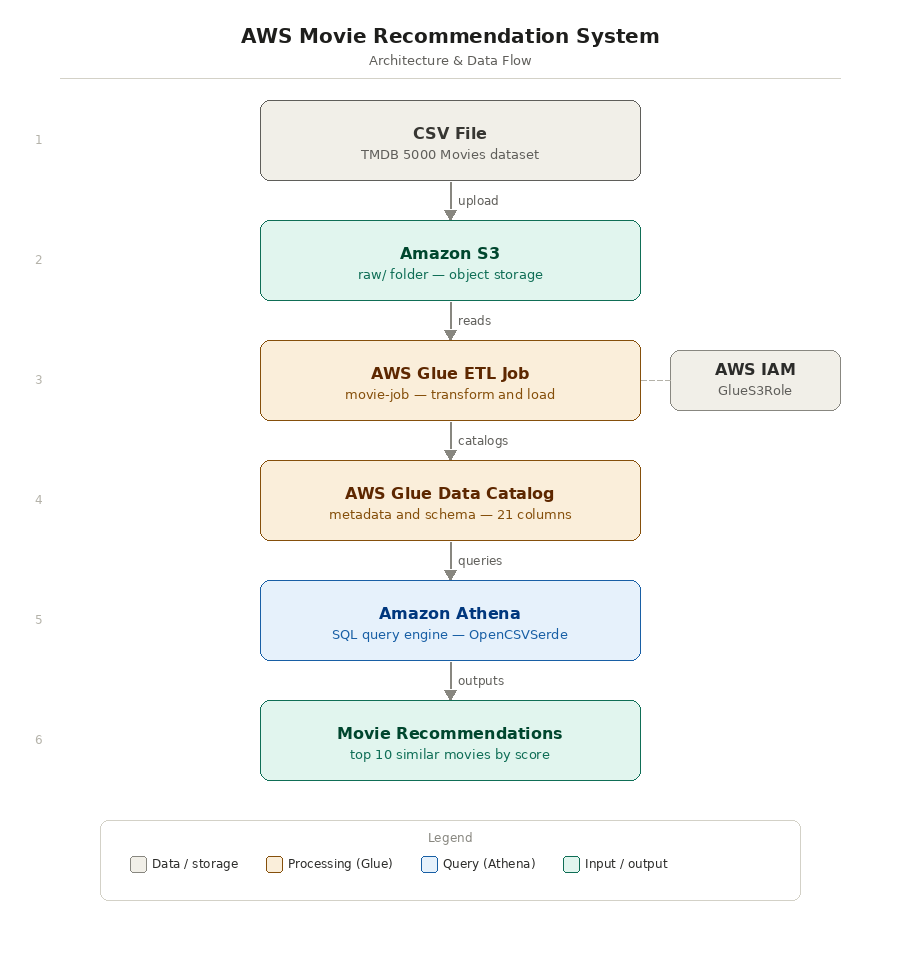 AWS Movie Recommendation System
Architecture & Data Flow
1
CSV File
TMDB 5000 Movies dataset
upload
2
Amazon S3
raw/ folder — object storage
reads
3
AWS Glue ETL Job
movie-job — transform and load
AWS IAM
GlueS3Role
catalogs
4
AWS Glue Data Catalog
metadata and schema — 21 columns
queries
5
Amazon Athena
SQL query engine — OpenCSVSerde
outputs
6
Movie Recommendations
top 10 similar movies by score
Legend
Data / storage
Processing (Glue)
Query (Athena)
Input / output